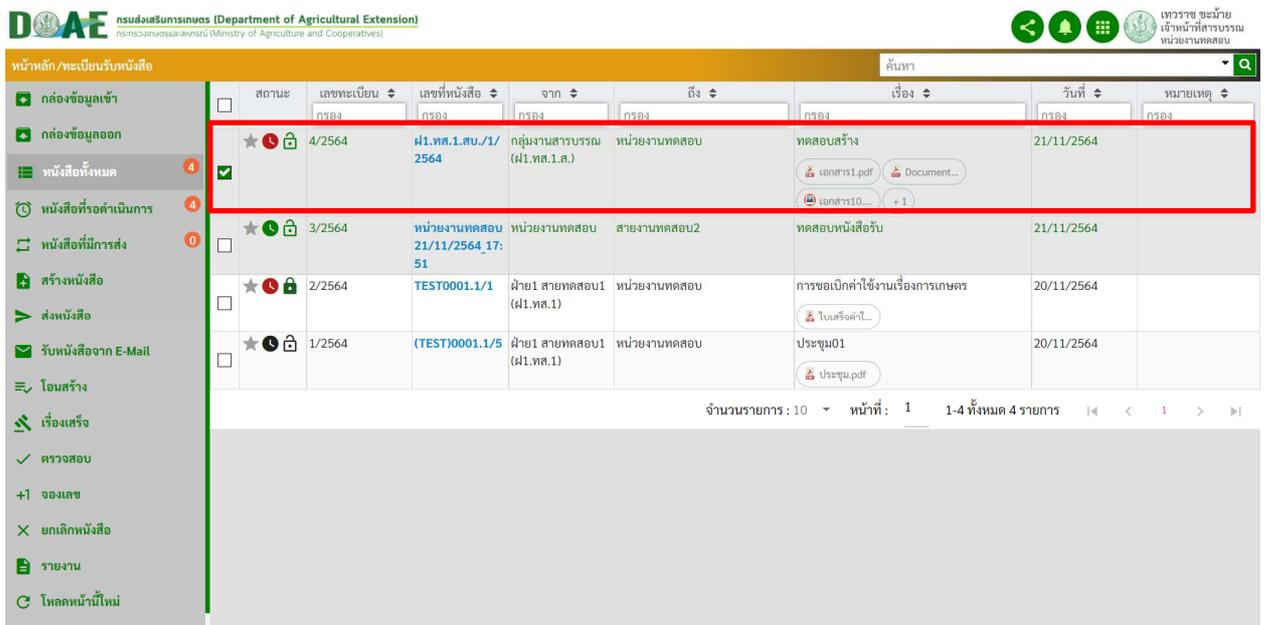 DOAE
กรมส่งเสริมการเกษตร (Department of Agricultural Extension)
กระทรวงเกษตรและสหกรณ์ (Ministry of Agriculture and Cooperatives)
เทวราช ชะม้าย
เจ้าหน้าที่สารบรรณ
หน่วยงานทดสอบ
หน้าหลัก/ทะเบียนรับหนังสือ
ค้นหา
กล่องข้อมูลเข้า
กล่องข้อมูลออก
หนังสือทั้งหมด 4
หนังสือที่รอดำเนินการ 4
หนังสือที่มีการส่ง 0
สร้างหนังสือ
ส่งหนังสือ
รับหนังสือจาก E-Mail
โอนสร้าง
เรื่องเสร็จ
ตรวจสอบ
+1 จองเลข
ยกเลิกหนังสือ
รายงาน
โหลดหน้านี้ใหม่
สถานะ เลขทะเบียน เลขที่หนังสือ จาก ถึง เรื่อง วันที่ หมายเหตุ
กรอง กรอง กรอง กรอง กรอง กรอง กรอง
4/2564 ฝ1.ทส.1.สบ./1/ กลุ่มงานสารบรรณ หน่วยงานทดสอบ ทดสอบสร้าง 21/11/2564
2564 (ฝ1.ทส.1.ส.)
เอกสาร1.pdf Document...
เอกสาร10.... + 1
3/2564 หน่วยงานทดสอบ หน่วยงานทดสอบ สายงานทดสอบ2 ทดสอบหนังสือรับ 21/11/2564
21/11/2564_17:
51
2/2564 TEST0001.1/1 ฝ่าย1 สายทดสอบ1 หน่วยงานทดสอบ การขอเบิกค่าใช้งานเรื่องการเกษตร 20/11/2564
(ฝ1.ทส.1)
ใบเสร็จค่าใ...
1/2564 (TEST)0001.1/5 ฝ่าย1 สายทดสอบ1 หน่วยงานทดสอบ ประชุม01 20/11/2564
(ฝ1.ทส.1)
ประชุม.pdf
จำนวนรายการ : 10 หน้าที่ : 1 1-4 ทั้งหมด 4 รายการ 1